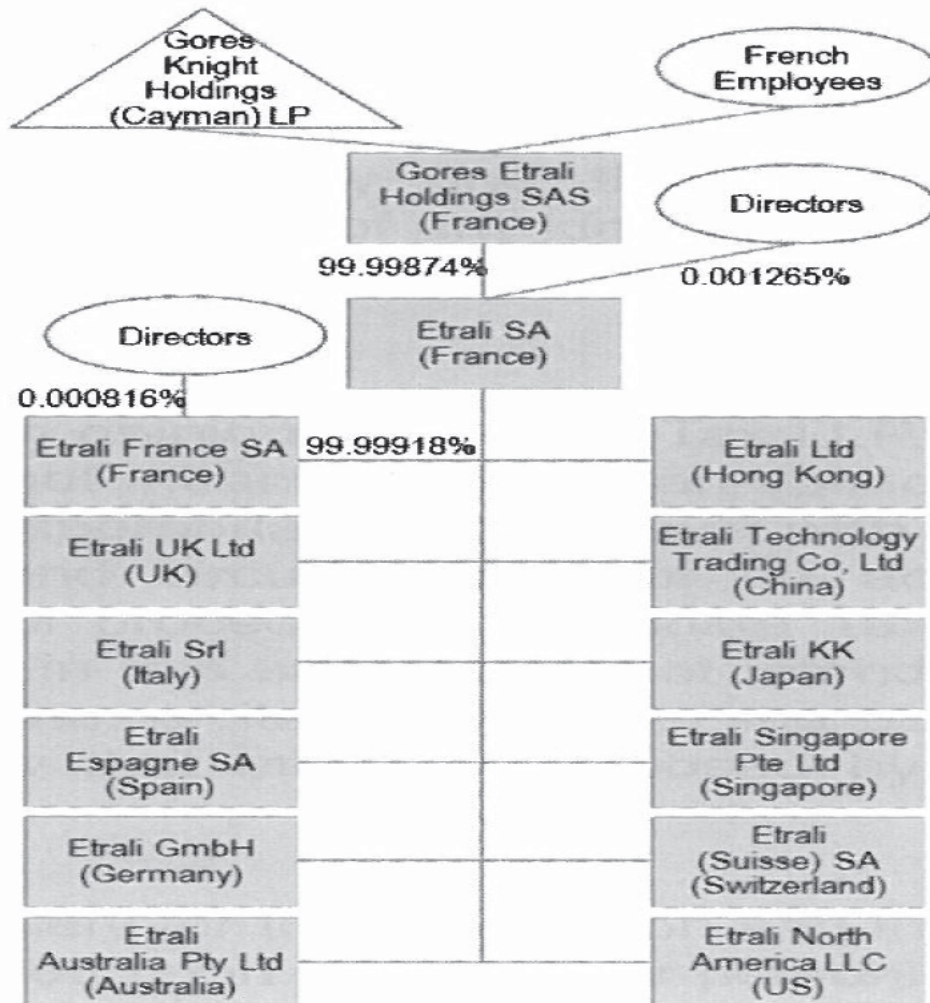 Gores
Knight
Holdings
(Cayman) LP
French
Employees
Gores Etrali
Holdings SAS
(France)
Directors
99.99874%
0.001265%
Etrali SA
(France)
Directors
0.000816%
Etrali France SA
(France)
99.99918%
Etrali Ltd
(Hong Kong)
Etrali UK Ltd
(UK)
Etrali Technology
Trading Co, Ltd
(China)
Etrali Srl
(Italy)
Etrali KK
(Japan)
Etrali
Espagne SA
(Spain)
Etrali Singapore
Pte Ltd
(Singapore)
Etrali GmbH
(Germany)
Etrali
(Suisse) SA
(Switzerland)
Etrali
Australia Pty Ltd
(Australia)
Etrali North
America LLC
(US)